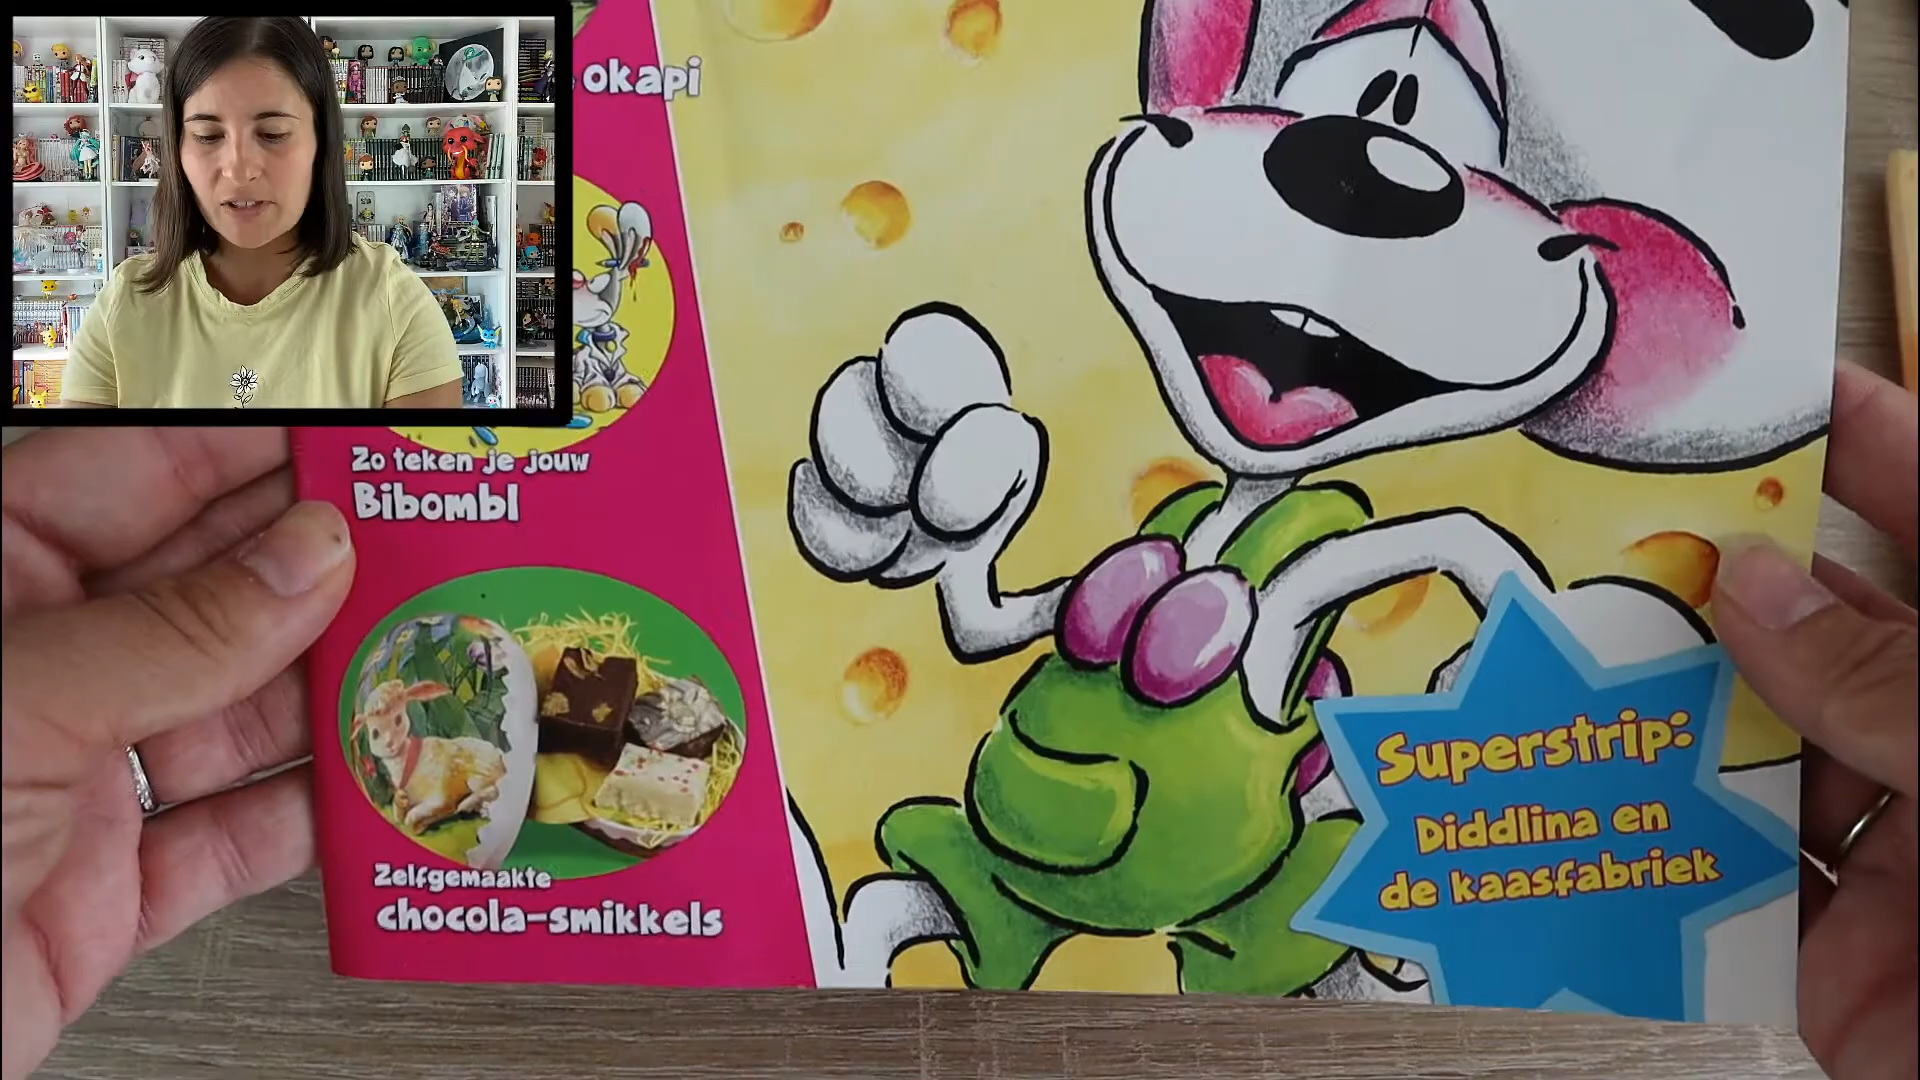 okapi
Zo teken je jouw
Bibombl
Zelfgemaakte
chocola-smikkels
Superstrip:
Diddlina en
de kaasfabriek